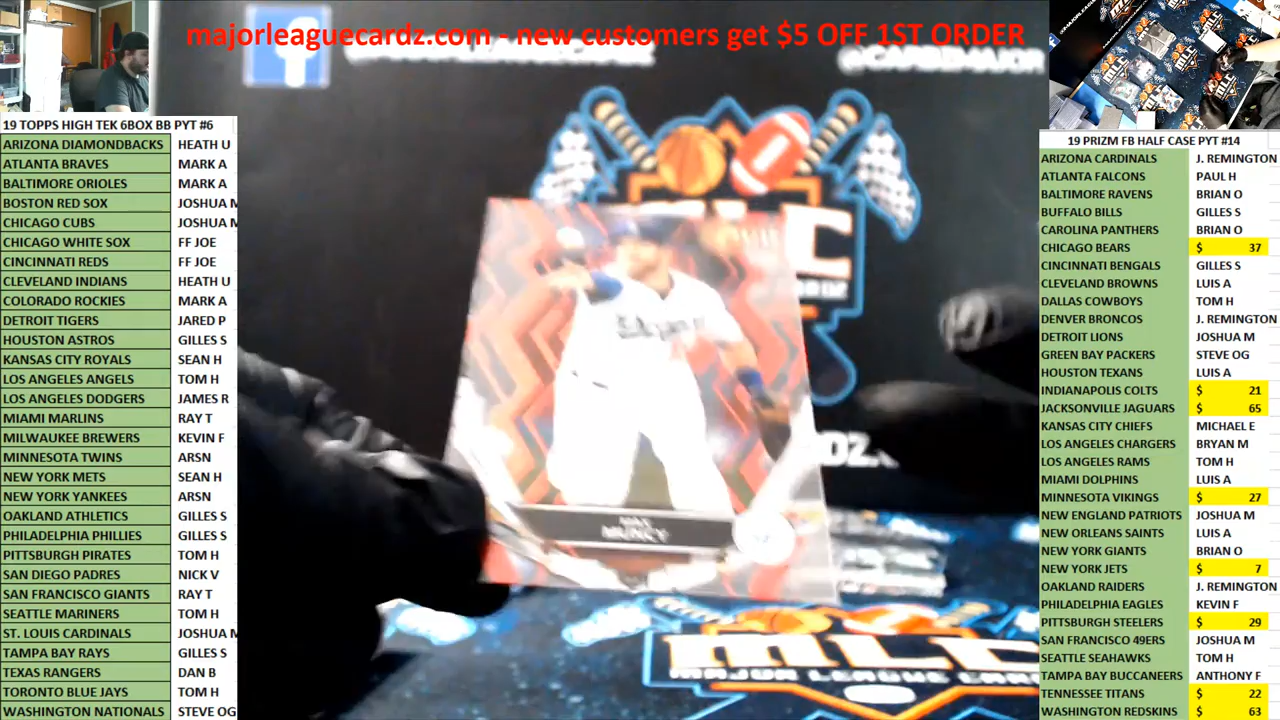 majorleaguecardz.com - new customers get $5 OFF 1ST ORDER
19 TOPPS HIGH TEK 6BOX BB PYT #6
ARIZONA DIAMONDBACKS HEATH U
ATLANTA BRAVES MARK A
BALTIMORE ORIOLES MARK A
BOSTON RED SOX JOSHUA M
CHICAGO CUBS JOSHUA M
CHICAGO WHITE SOX FF JOE
CINCINNATI REDS FF JOE
CLEVELAND INDIANS HEATH U
COLORADO ROCKIES MARK A
DETROIT TIGERS JARED P
HOUSTON ASTROS GILLES S
KANSAS CITY ROYALS SEAN H
LOS ANGELES ANGELS TOM H
LOS ANGELES DODGERS JAMES R
MIAMI MARLINS RAY T
MILWAUKEE BREWERS KEVIN F
MINNESOTA TWINS ARSN
NEW YORK METS SEAN H
NEW YORK YANKEES ARSN
OAKLAND ATHLETICS GILLES S
PHILADELPHIA PHILLIES GILLES S
PITTSBURGH PIRATES TOM H
SAN DIEGO PADRES NICK V
SAN FRANCISCO GIANTS RAY T
SEATTLE MARINERS TOM H
ST. LOUIS CARDINALS JOSHUA M
TAMPA BAY RAYS GILLES S
TEXAS RANGERS DAN B
TORONTO BLUE JAYS TOM H
WASHINGTON NATIONALS STEVE OG
MUNCY
MLC
MAJOR LEAGUE CAR
19 PRIZM FB HALF CASE PYT #14
ARIZONA CARDINALS J. REMINGTON
ATLANTA FALCONS PAUL H
BALTIMORE RAVENS BRIAN O
BUFFALO BILLS GILLES S
CAROLINA PANTHERS BRIAN O
CHICAGO BEARS $ 37
CINCINNATI BENGALS GILLES S
CLEVELAND BROWNS LUIS A
DALLAS COWBOYS TOM H
DENVER BRONCOS J. REMINGTON
DETROIT LIONS JOSHUA M
GREEN BAY PACKERS STEVE OG
HOUSTON TEXANS LUIS A
INDIANAPOLIS COLTS $ 21
JACKSONVILLE JAGUARS $ 65
KANSAS CITY CHIEFS MICHAEL E
LOS ANGELES CHARGERS BRYAN M
LOS ANGELES RAMS TOM H
MIAMI DOLPHINS LUIS A
MINNESOTA VIKINGS $ 27
NEW ENGLAND PATRIOTS JOSHUA M
NEW ORLEANS SAINTS LUIS A
NEW YORK GIANTS BRIAN O
NEW YORK JETS $ 7
OAKLAND RAIDERS J. REMINGTON
PHILADELPHIA EAGLES KEVIN F
PITTSBURGH STEELERS $ 29
SAN FRANCISCO 49ERS JOSHUA M
SEATTLE SEAHAWKS TOM H
TAMPA BAY BUCCANEERS ANTHONY F
TENNESSEE TITANS $ 22
WASHINGTON REDSKINS $ 63